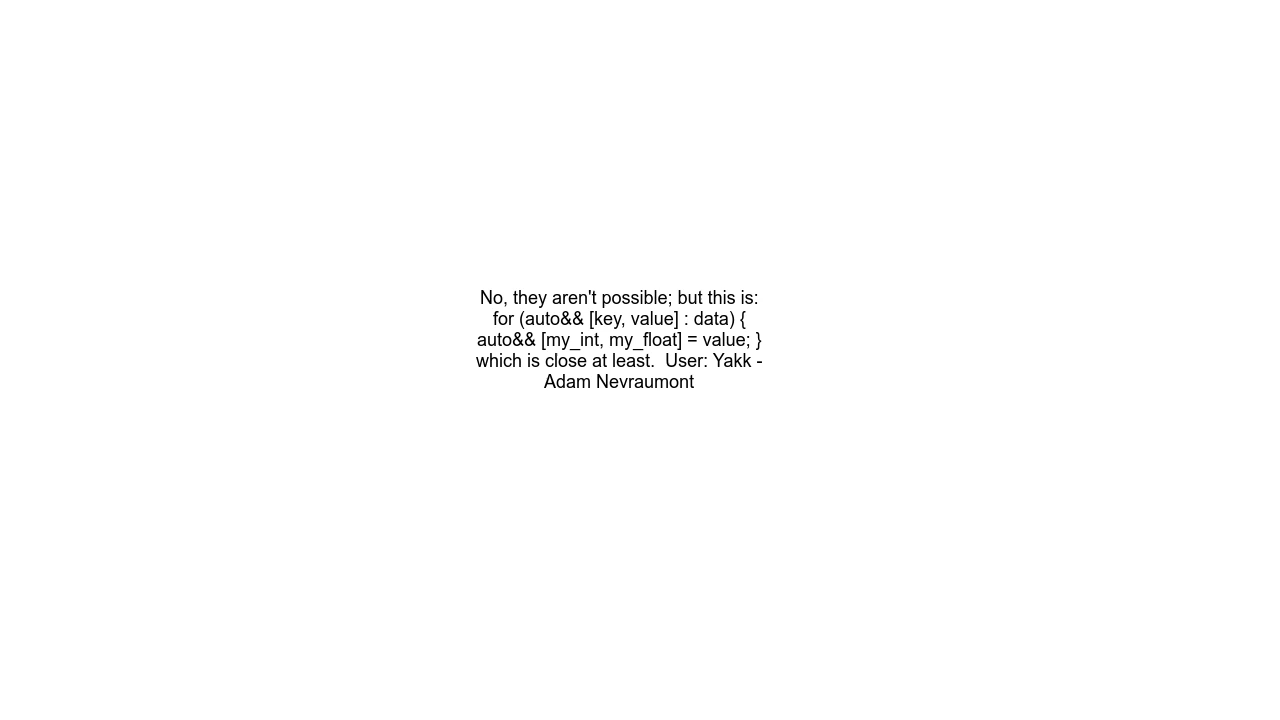 No, they aren't possible; but this is:
for (auto&& [key, value] : data) {
auto&& [my_int, my_float] = value; }
which is close at least.  User: Yakk -
Adam Nevraumont